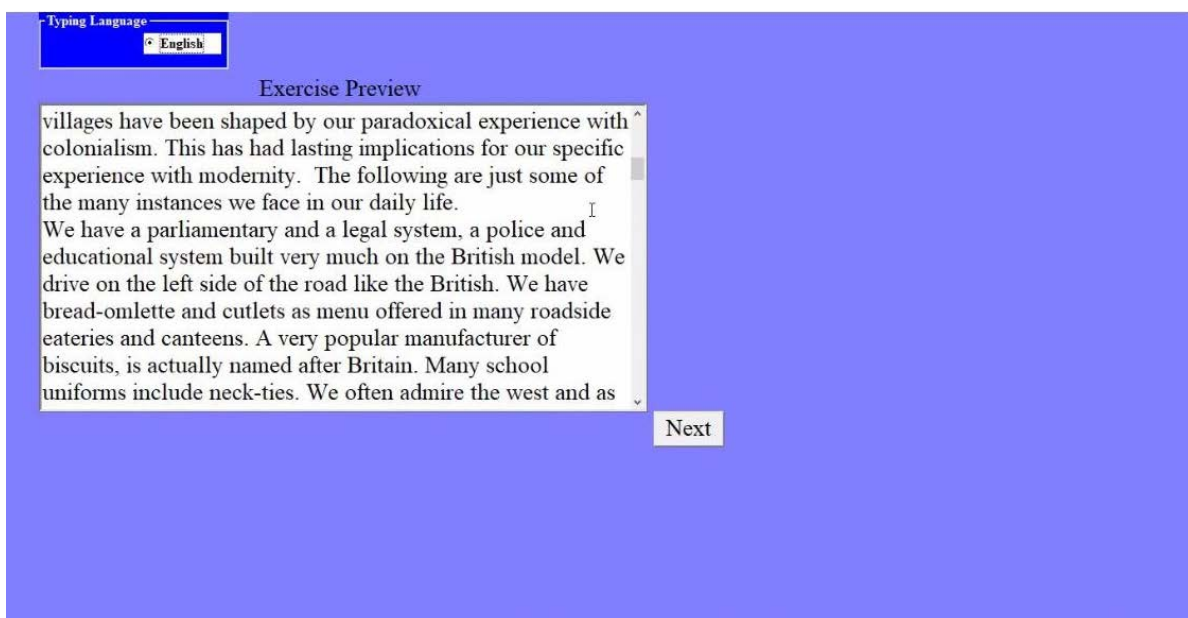 Typing Language
English
Exercise Preview
villages have been shaped by our paradoxical experience with
colonialism. This has had lasting implications for our specific
experience with modernity.  The following are just some of
the many instances we face in our daily life.
We have a parliamentary and a legal system, a police and
educational system built very much on the British model. We
drive on the left side of the road like the British. We have
bread-omlette and cutlets as menu offered in many roadside
eateries and canteens. A very popular manufacturer of
biscuits, is actually named after Britain. Many school
uniforms include neck-ties. We often admire the west and as
Next